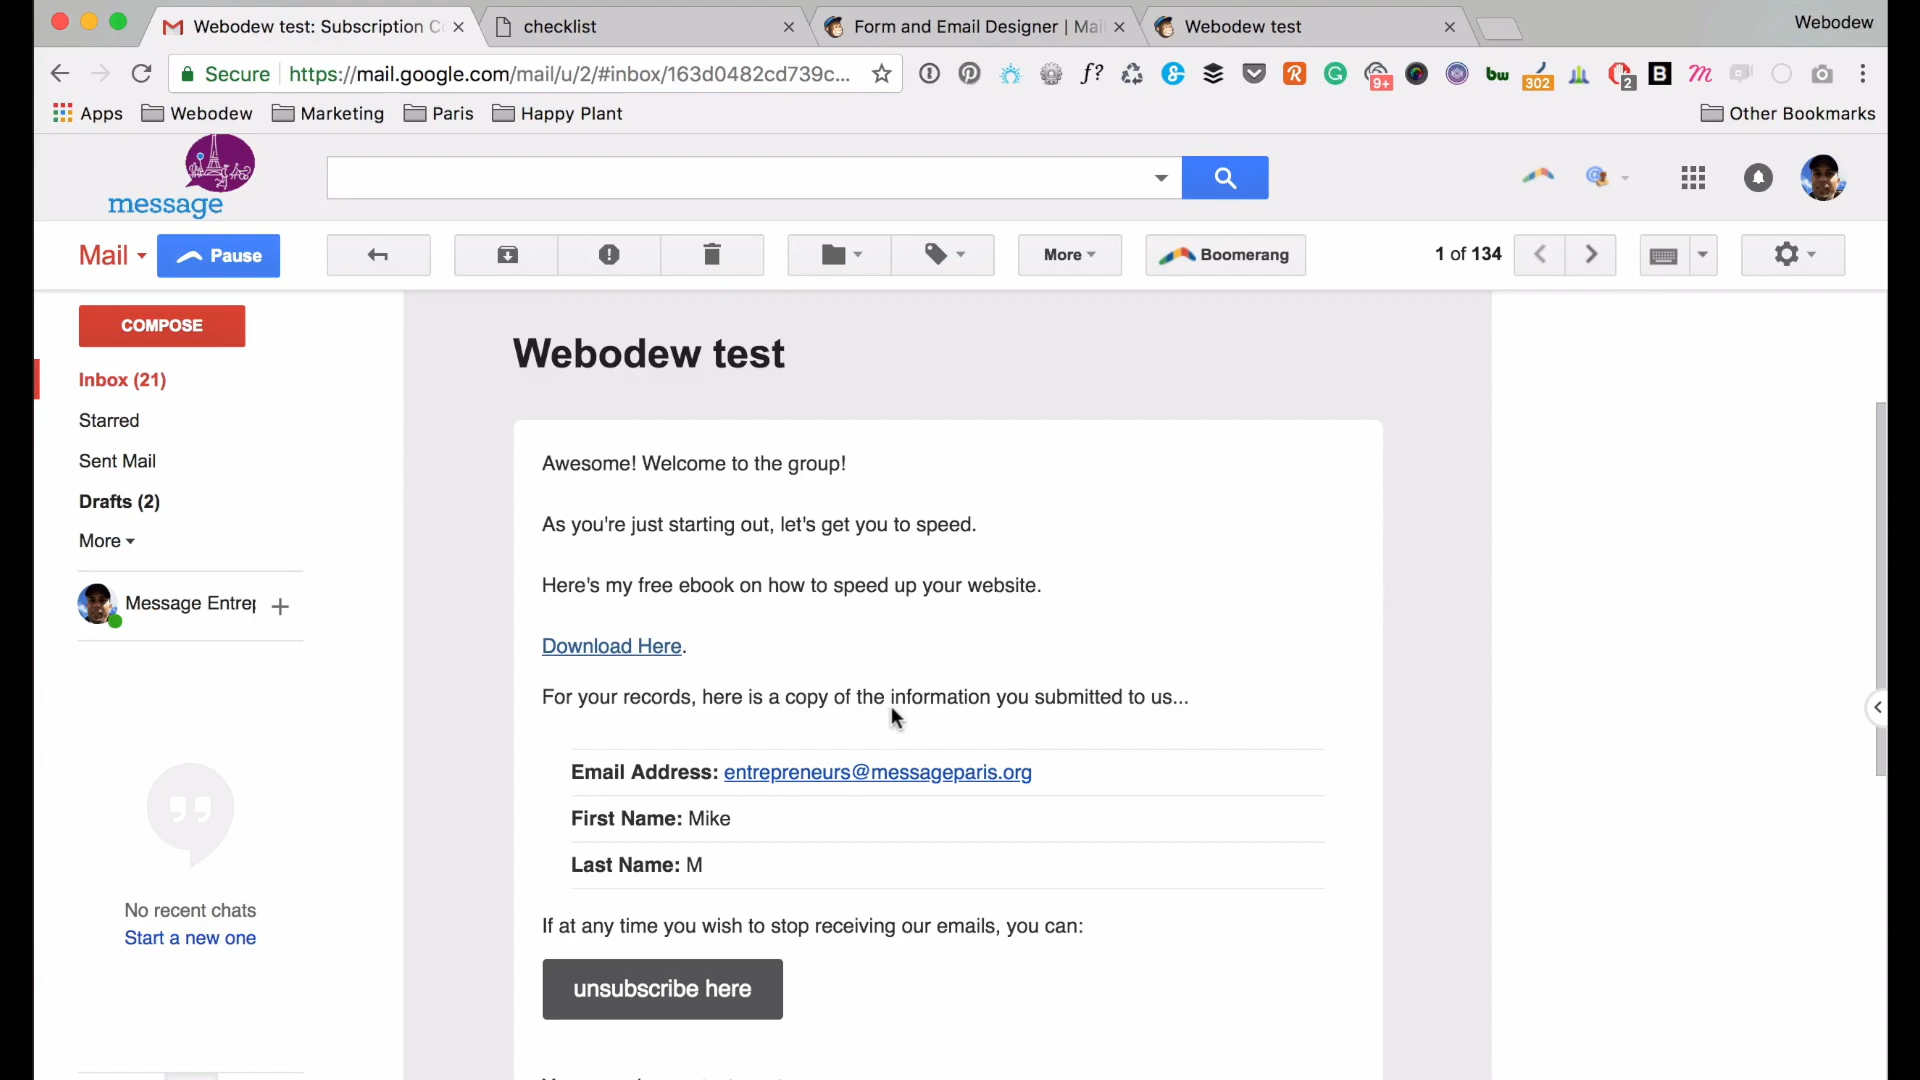 Webodew test: Subscription C
checklist
Form and Email Designer | Mai
Webodew test
Webodew
Secure
https://mail.google.com/mail/u/2/#inbox/163d0482cd739c...
f?
R
9+
bw
302
2
B
m
Apps
Webodew
Marketing
Paris
Happy Plant
Other Bookmarks
message
Mail
Pause
More
Boomerang
1 of 134
COMPOSE
Inbox (21)
Starred
Sent Mail
Drafts (2)
More
Message Entrep
No recent chats
Start a new one
Webodew test
Awesome! Welcome to the group!
As you're just starting out, let's get you to speed.
Here's my free ebook on how to speed up your website.
Download Here.
For your records, here is a copy of the information you submitted to us...
Email Address: entrepreneurs@messageparis.org
First Name: Mike
Last Name: M
If at any time you wish to stop receiving our emails, you can:
unsubscribe here